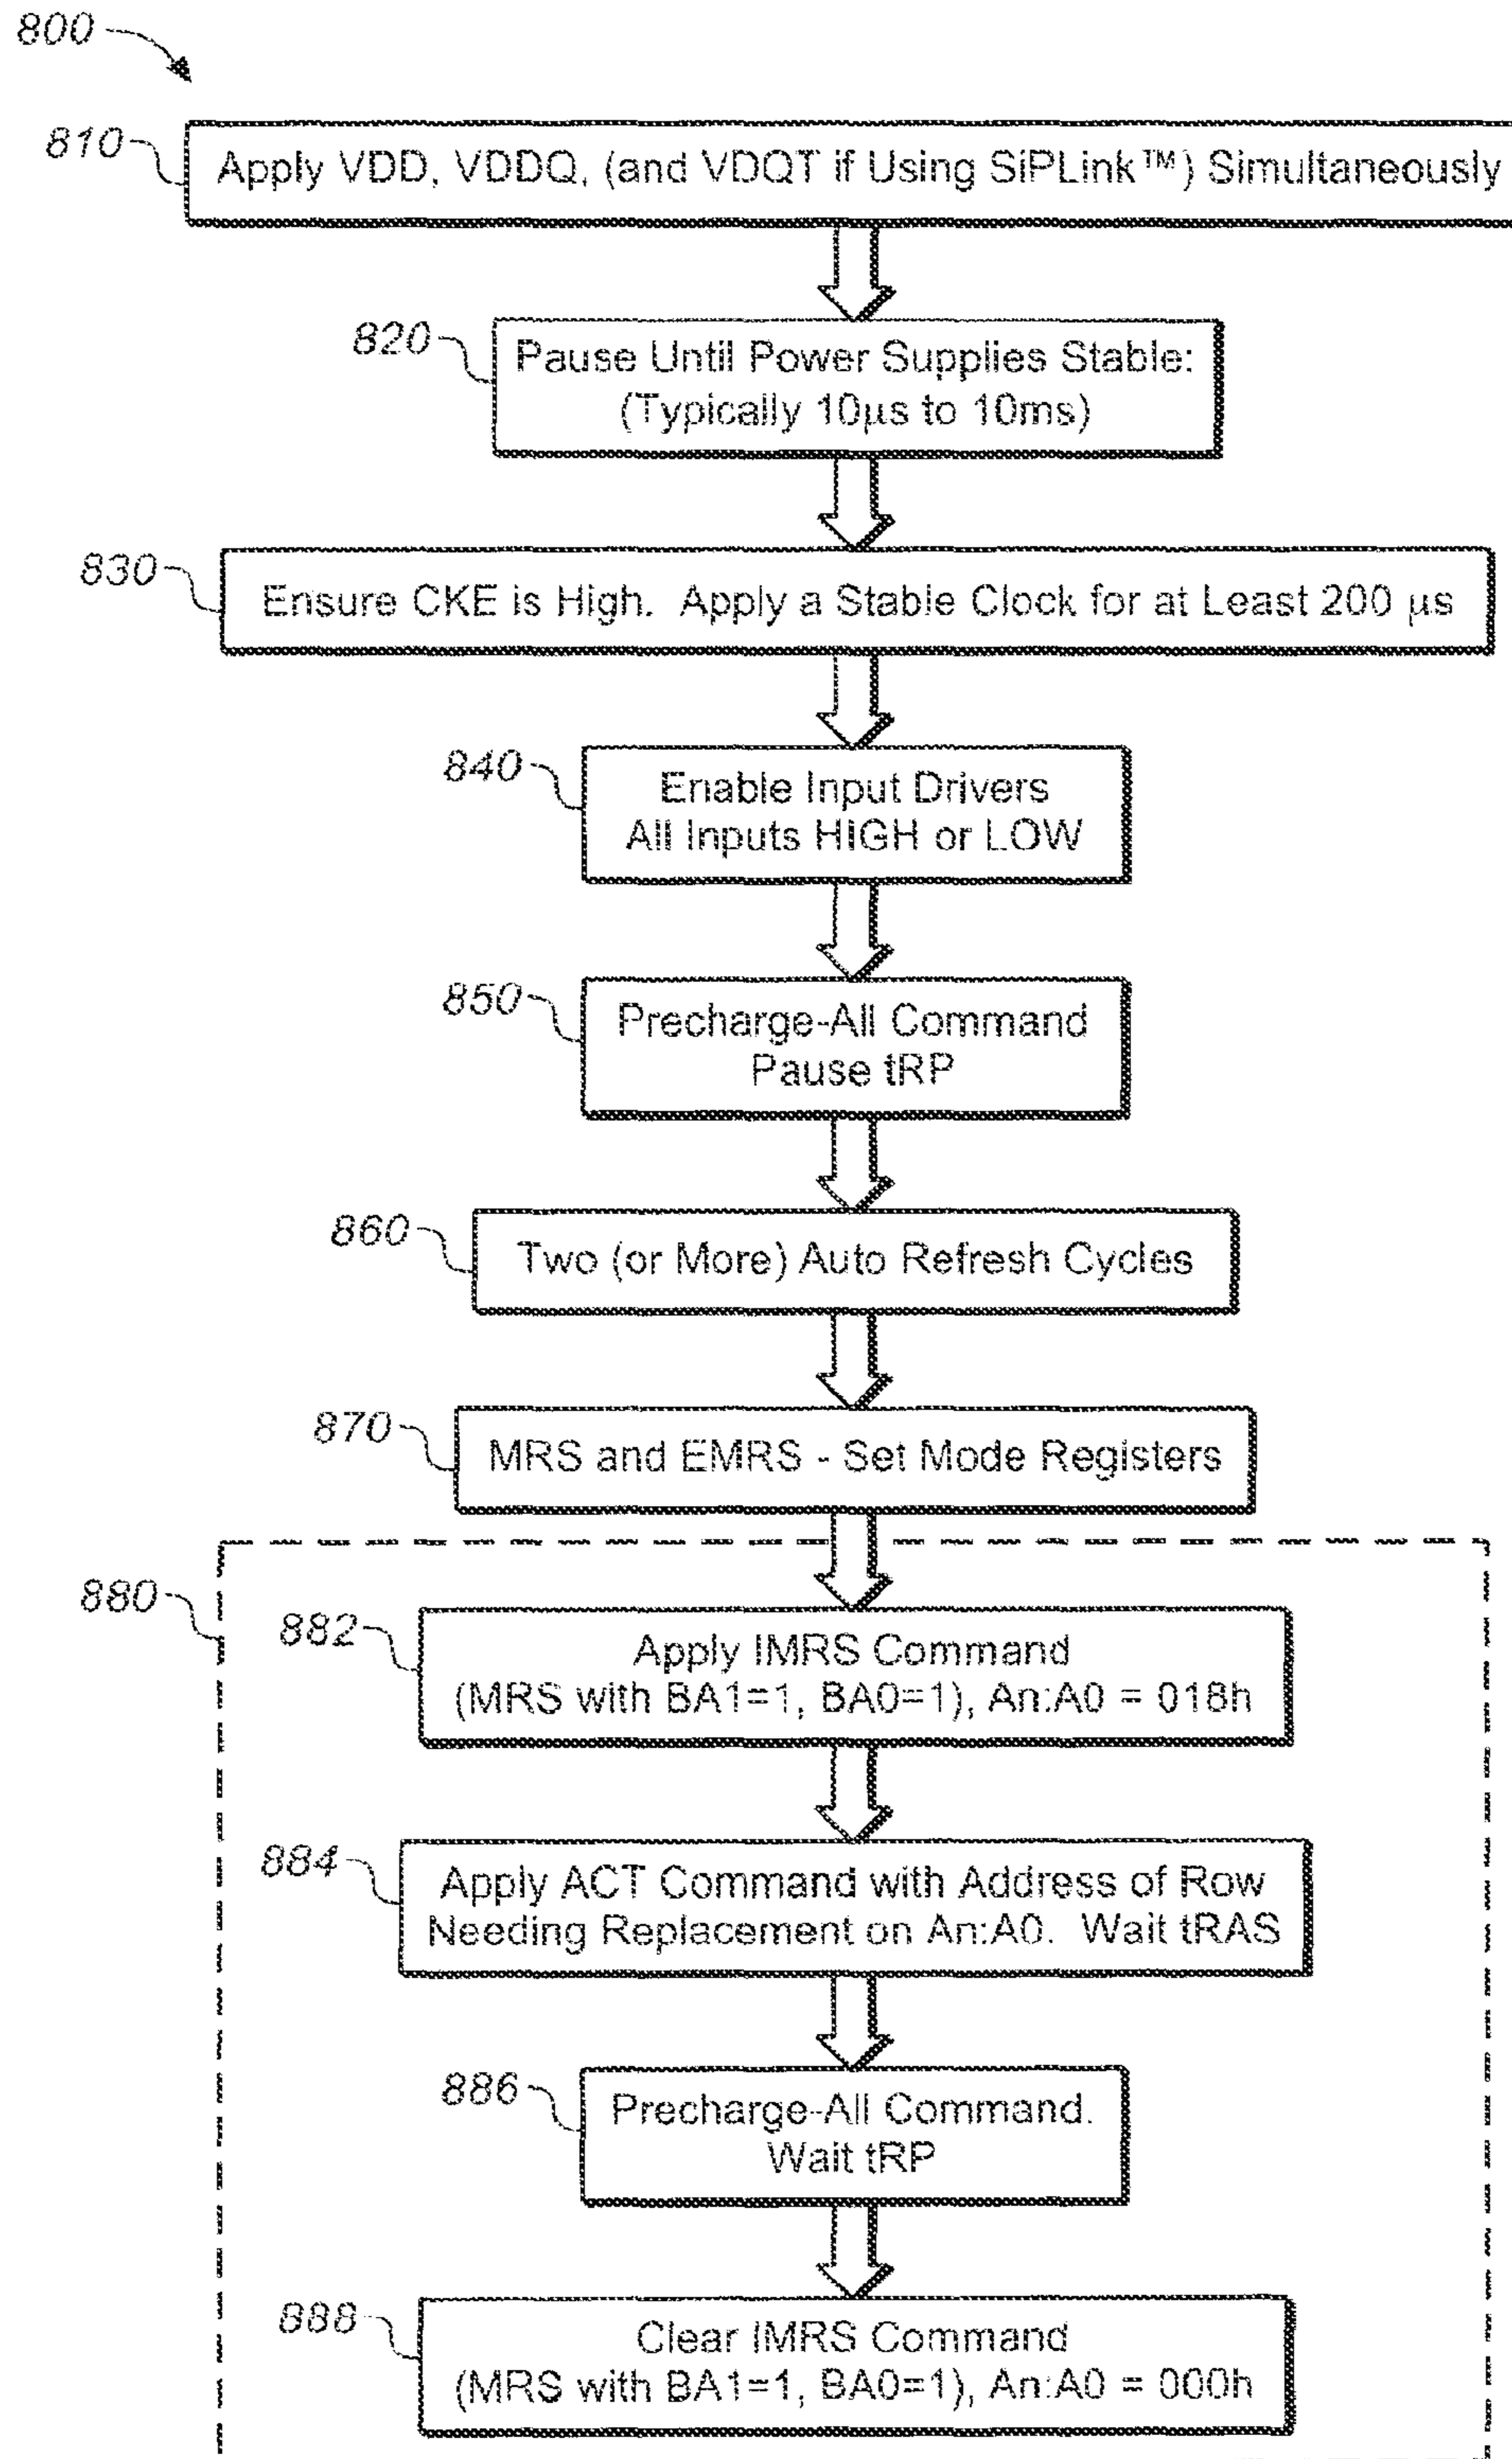 800
810
Apply VDD, VDDQ, (and VDQT if Using SiPLink™) Simultaneously
820
Pause Until Power Supplies Stable:
(Typically 10µs to 10ms)
830
Ensure CKE is High. Apply a Stable Clock for at Least 200 µs
840
Enable Input Drivers
All Inputs HIGH or LOW
850
Precharge-All Command
Pause tRP
860
Two (or More) Auto Refresh Cycles
870
MRS and EMRS - Set Mode Registers
880
882
Apply IMRS Command
(MRS with BA1=1, BA0=1), An:A0 = 018h
884
Apply ACT Command with Address of Row
Needing Replacement on An:A0. Wait tRAS
886
Precharge-All Command.
Wait tRP
888
Clear IMRS Command
(MRS with BA1=1, BA0=1), An:A0 = 000h